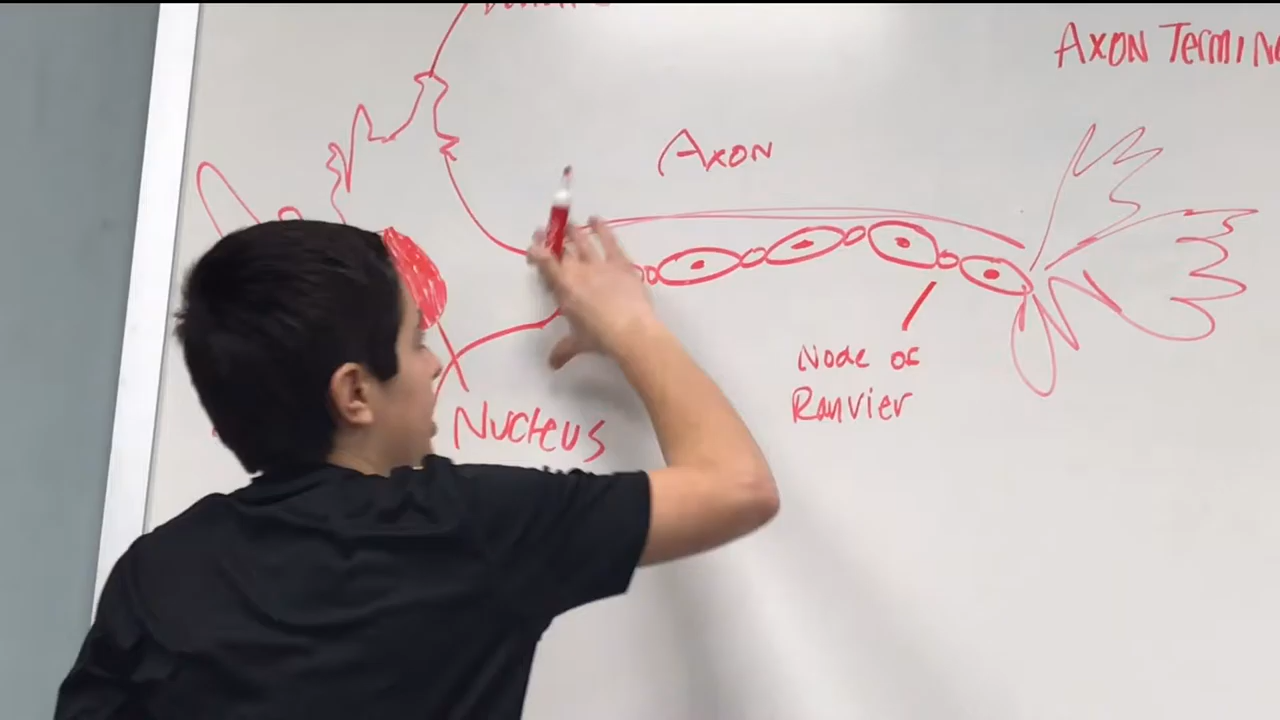 Axon Termin
Axon
Node of
Ranvier
Nucleus